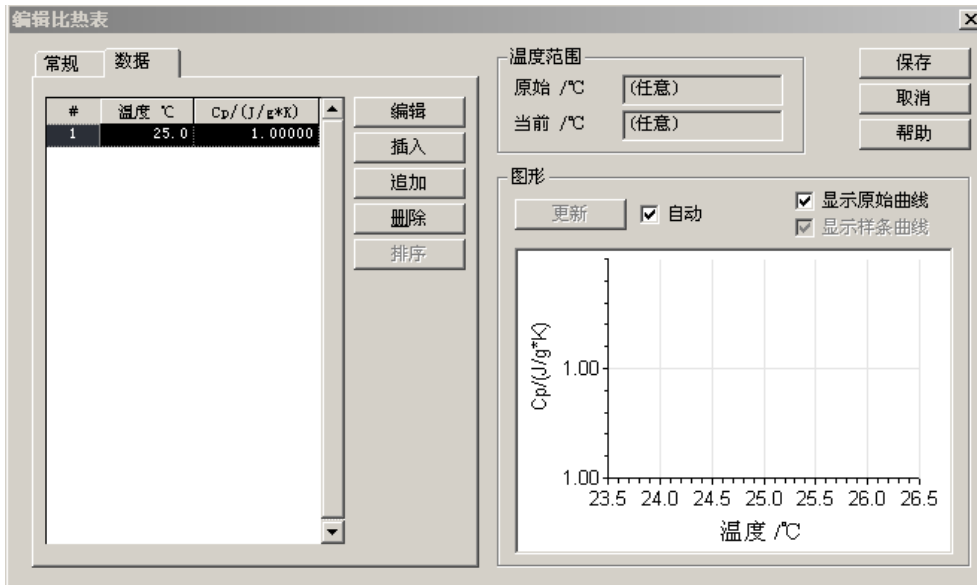 编辑比热表
常规 数据
# 温度 ℃ Cp/(J/g*K)
1 25.0 1.00000
编辑
插入
追加
删除
排序
温度范围
原始 /℃ (任意)
当前 /℃ (任意)
保存
取消
帮助
图形
更新 自动
显示原始曲线
显示样条曲线
Cp/(J/g*K)
1.00
1.00
23.5 24.0 24.5 25.0 25.5 26.0 26.5
温度 /℃